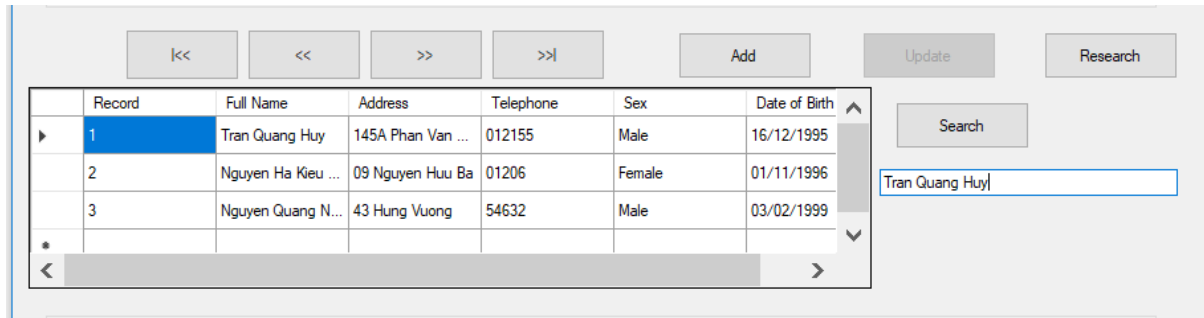 |<< << >> >>| Add Update Research
Record Full Name Address Telephone Sex Date of Birth
1 Tran Quang Huy 145A Phan Van ... 012155 Male 16/12/1995
Search
2 Nguyen Ha Kieu ... 09 Nguyen Huu Ba 01206 Female 01/11/1996
Tran Quang Huy
3 Nguyen Quang N... 43 Hung Vuong 54632 Male 03/02/1999